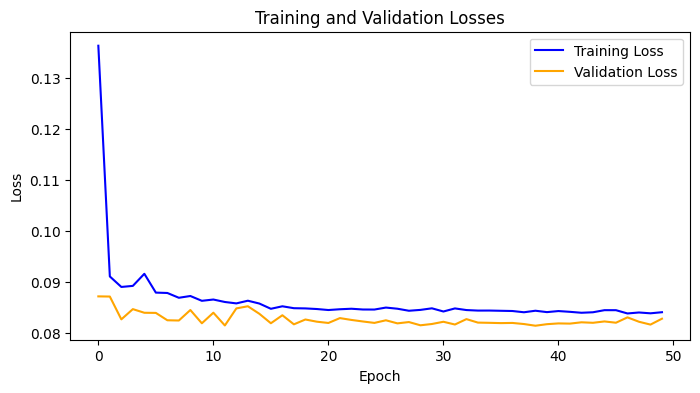 Training and Validation Losses
Training Loss
Validation Loss
0.13
0.12
0.11
0.10
0.09
0.08
Loss
0
10
20
30
40
50
Epoch